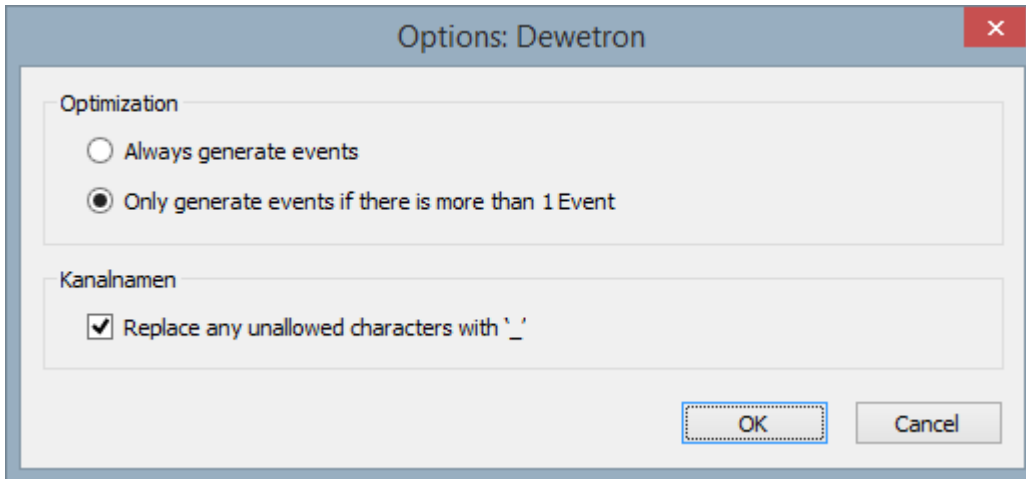 Options: Dewetron
Optimization
Always generate events
Only generate events if there is more than 1 Event
Kanalnamen
Replace any unallowed characters with ‘_’
OK Cancel